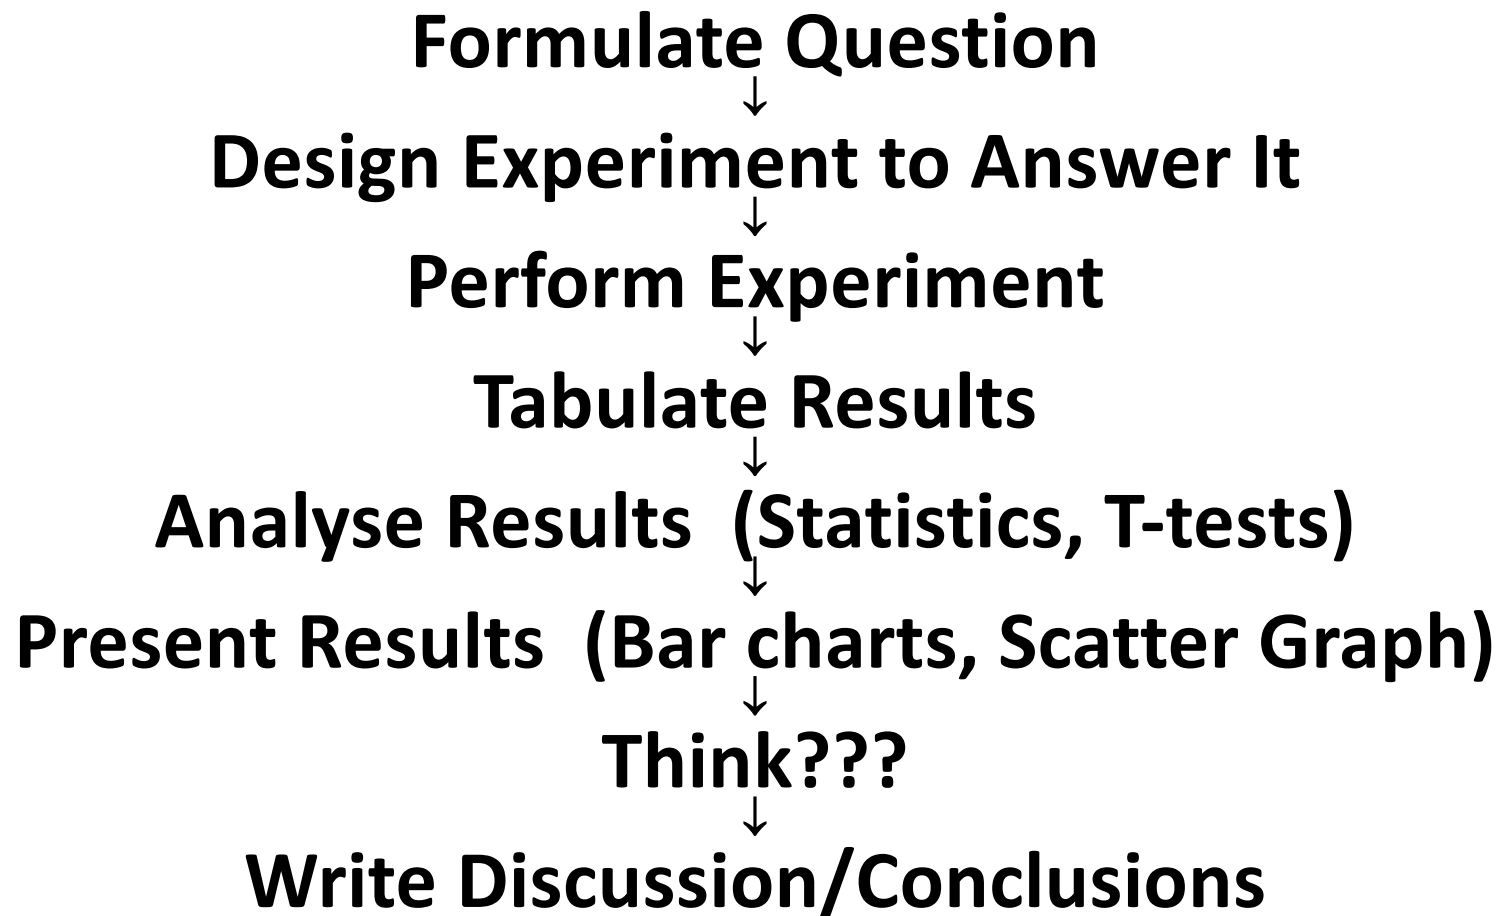 Formulate Question
↓
Design Experiment to Answer It
↓
Perform Experiment
↓
Tabulate Results
↓
Analyse Results  (Statistics, T-tests)
↓
Present Results  (Bar charts, Scatter Graph)
↓
Think???
↓
Write Discussion/Conclusions